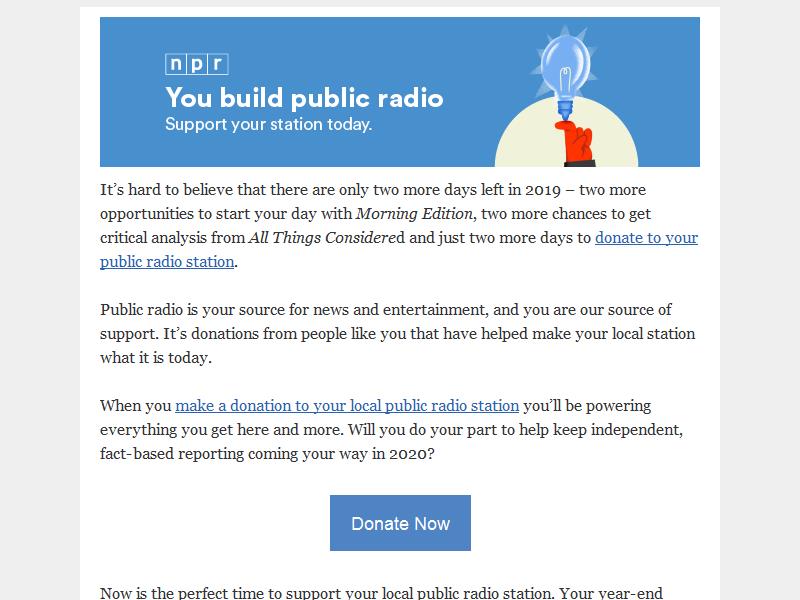 npr
You build public radio
Support your station today.
It’s hard to believe that there are only two more days left in 2019 – two more
opportunities to start your day with Morning Edition, two more chances to get
critical analysis from All Things Considered and just two more days to donate to your
public radio station.
Public radio is your source for news and entertainment, and you are our source of
support. It’s donations from people like you that have helped make your local station
what it is today.
When you make a donation to your local public radio station you’ll be powering
everything you get here and more. Will you do your part to help keep independent,
fact-based reporting coming your way in 2020?
Donate Now
Now is the perfect time to support your local public radio station. Your year-end